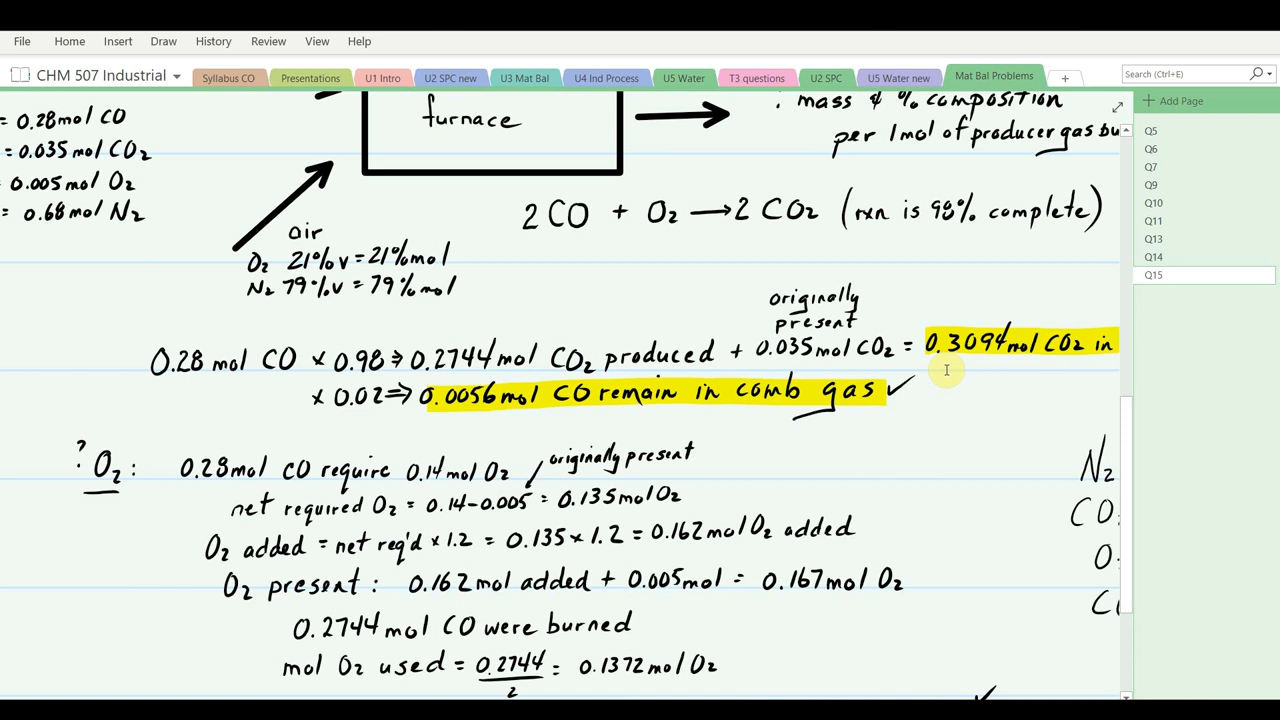 File Home Insert Draw History Review View Help
CHM 507 Industrial
Syllabus CO Presentations U1 Intro U2 SPC new U3 Mat Bal U4 Ind Process U5 Water T3 questions U2 SPC U5 Water new Mat Bal Problems +
Search (Ctrl+E)
Add Page
Q5
Q6
Q7
Q9
Q10
Q11
Q13
Q14
Q15
= 0.28 mol CO
= 0.035 mol CO₂
= 0.005 mol O₂
= 0.68 mol N₂
furnace
: mass & % composition
per 1 mol of producer gas bu
2 CO + O₂ → 2 CO₂ (rxn is 98% complete)
air
O₂ 21%v = 21%mol
N₂ 79%v = 79%mol
originally
present
0.28 mol CO × 0.98 ⇒ 0.2744 mol CO₂ produced + 0.035 mol CO₂ = 0.3094 mol CO₂ in
× 0.02 ⇒ 0.0056 mol CO remain in comb gas ✓
? O₂: 0.28 mol CO require 0.14 mol O₂ originally present
net required O₂ = 0.14 - 0.005 = 0.135 mol O₂
O₂ added = net req'd × 1.2 = 0.135 × 1.2 = 0.162 mol O₂ added
O₂ present: 0.162 mol added + 0.005 mol = 0.167 mol O₂
0.2744 mol CO were burned
mol O₂ used = 0.2744/2 = 0.1372 mol O₂
N₂
CO